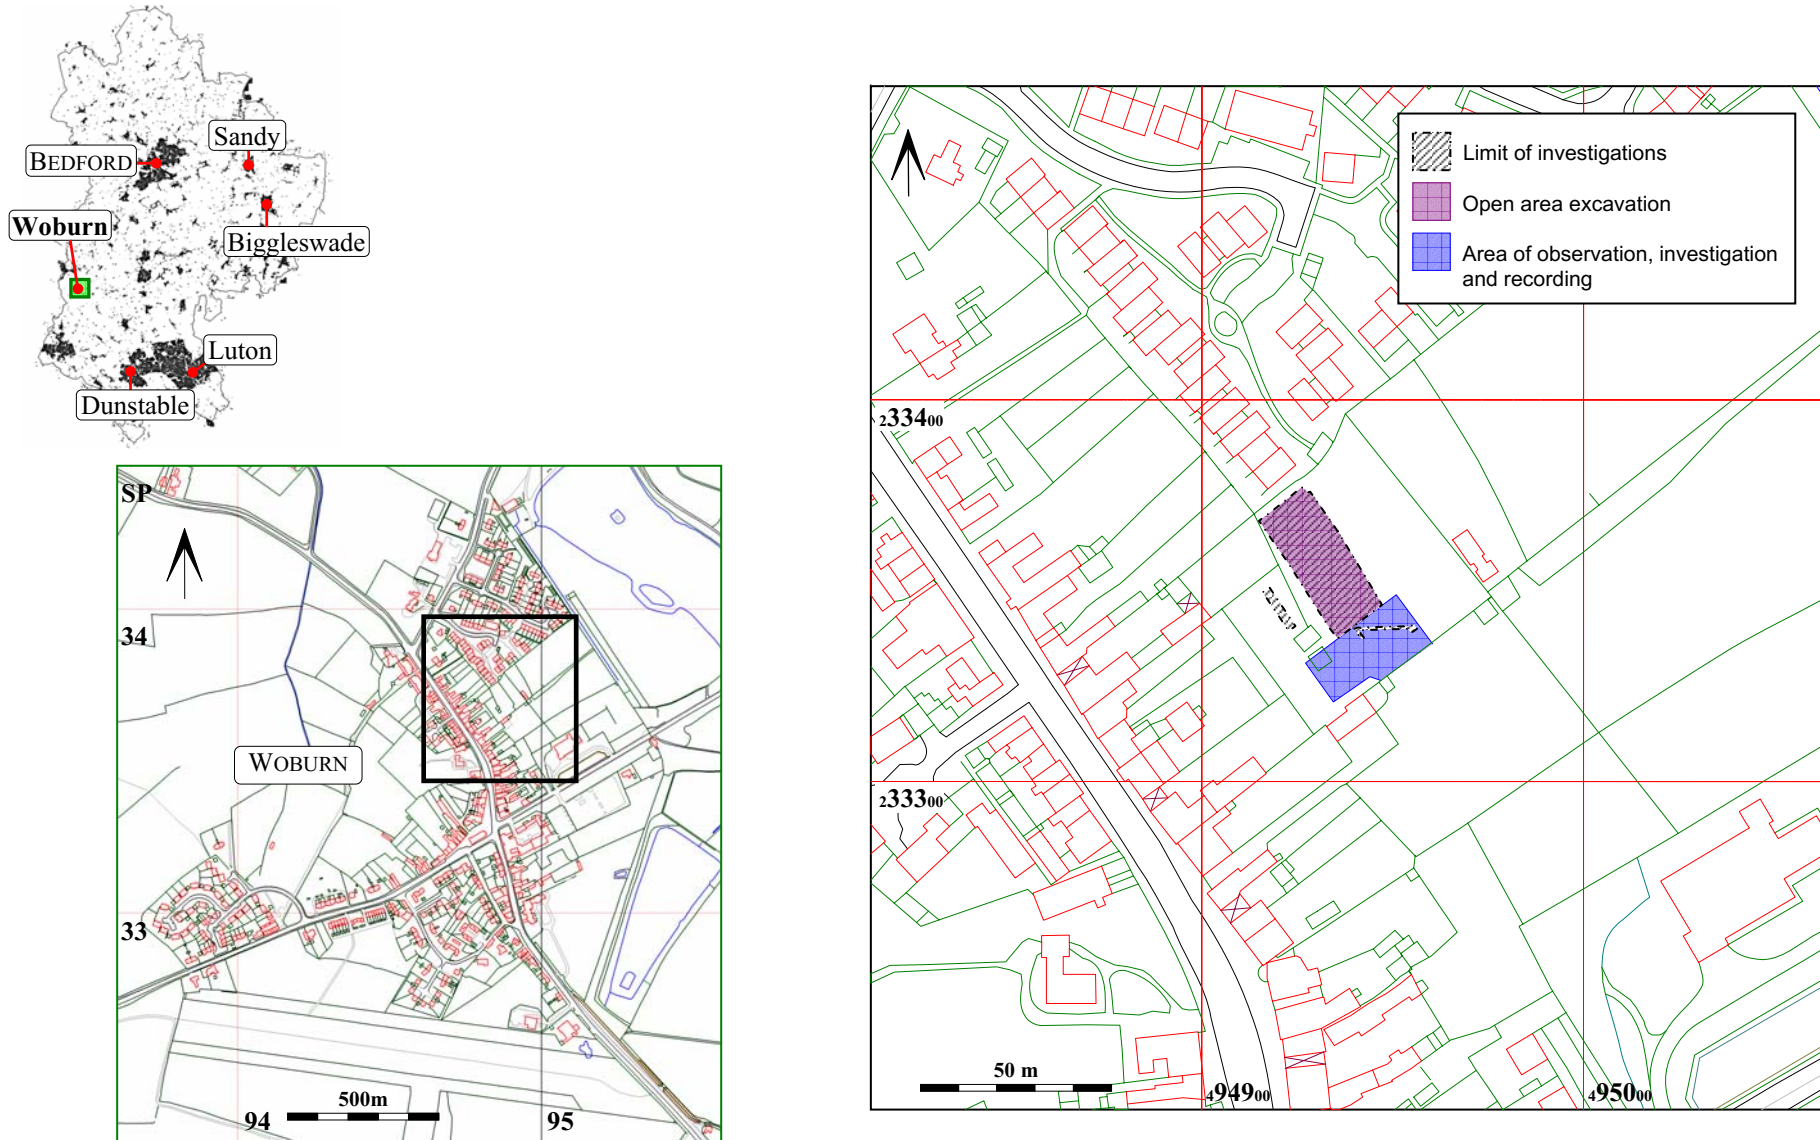 Sandy
BEDFORD
Woburn
Biggleswade
Luton
Dunstable
SP
34
WOBURN
33
500m
94
95
Limit of investigations
Open area excavation
Area of observation, investigation
and recording
233400
233300
50 m
494900
495000